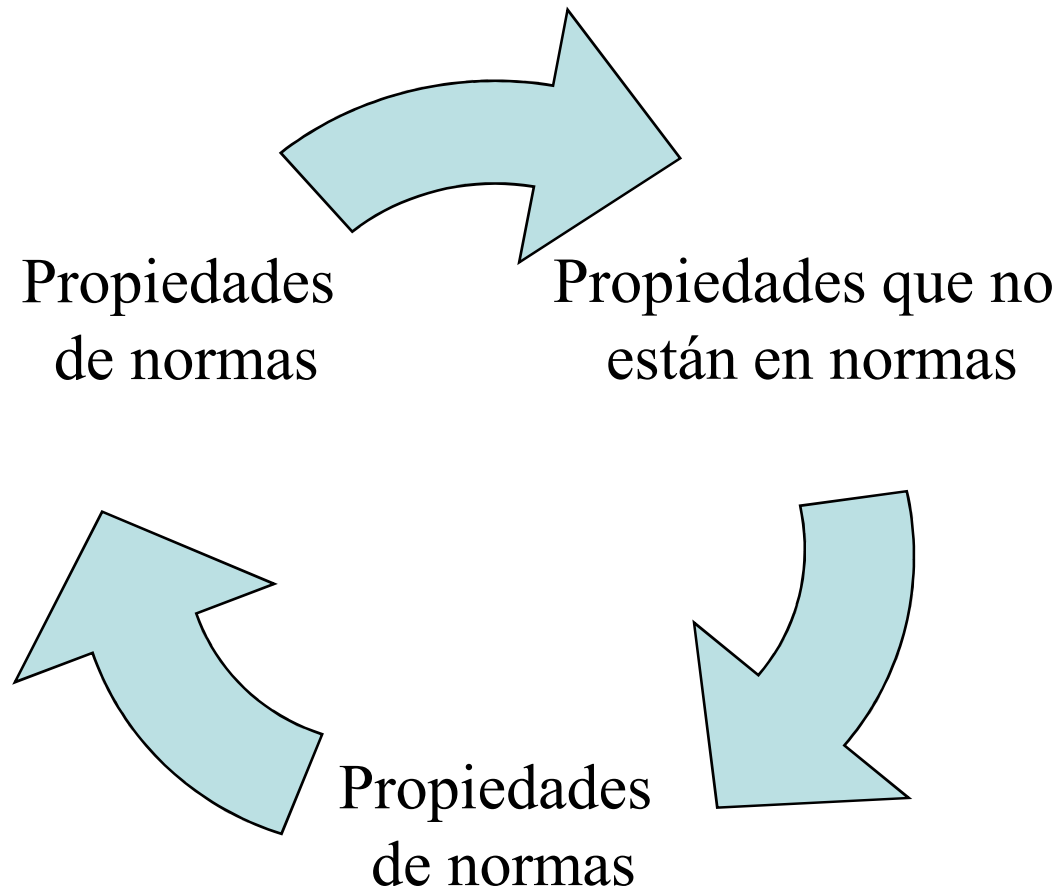 Propiedades
de normas
Propiedades que no
están en normas
Propiedades
de normas